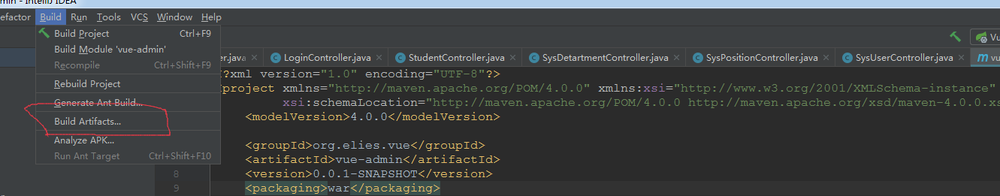 min - IntelliJ IDEA
efactor Build Run Tools VCS Window Help
Build Project Ctrl+F9
Build Module 'vue-admin'
Recompile Ctrl+Shift+F9
Rebuild Project
Generate Ant Build...
Build Artifacts...
Analyze APK...
Run Ant Target Ctrl+Shift+F10
Vu
ler.java LoginController.java StudentController.java SysDetartmentController.java SysPositionController.java SysUserController.java vu
<?xml version="1.0" encoding="UTF-8"?>
project xmlns="http://maven.apache.org/POM/4.0.0" xmlns:xsi="http://www.w3.org/2001/XMLSchema-instance"
xsi:schemaLocation="http://maven.apache.org/POM/4.0.0 http://maven.apache.org/xsd/maven-4.0.0.xs
<modelVersion>4.0.0</modelVersion>
<groupId>org.elies.vue</groupId>
<artifactId>vue-admin</artifactId>
8 <version>0.0.1-SNAPSHOT</version>
9 <packaging>war</packaging>